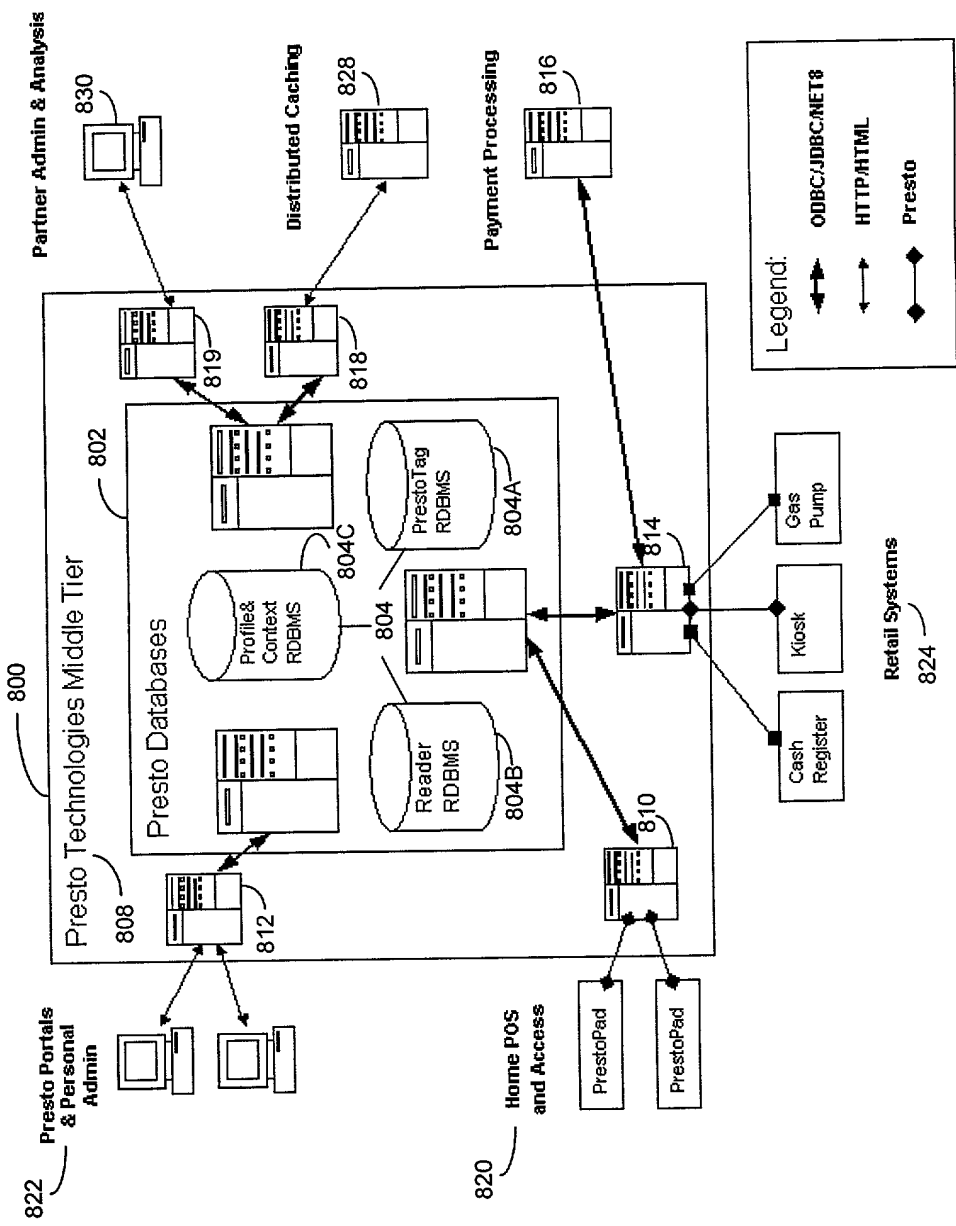 800
Presto Technologies Middle Tier
808
802
Presto Databases
Profile&
Context
RDBMS
804C
804
Reader
RDBMS
804B
PrestoTag
RDBMS
804A
812
819
818
810
814
Presto Portals
& Personal
Admin
822
Home POS
and Access
820
PrestoPad
PrestoPad
Cash
Register
Kiosk
Gas
Pump
Retail Systems
824
Partner Admin & Analysis
830
Distributed Caching
828
Payment Processing
816
Legend:
ODBC/JDBC/NET8
HTTP/HTML
Presto